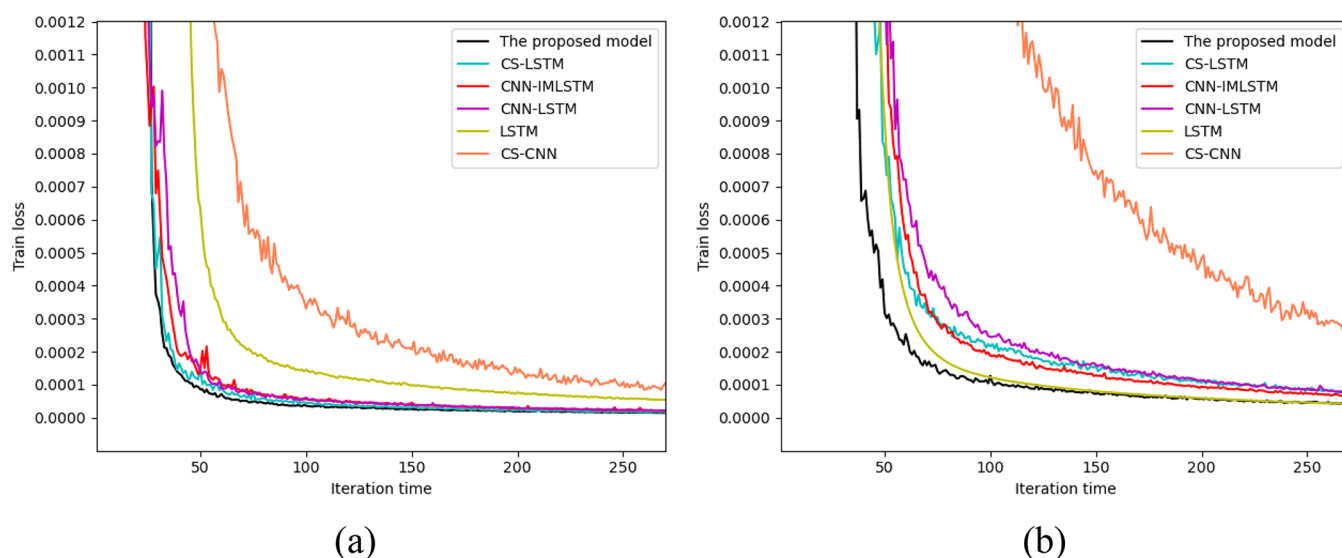 0.0012
0.0011
0.0010
0.0009
0.0008
0.0007
0.0006
0.0005
0.0004
0.0003
0.0002
0.0001
0.0000
Train loss
The proposed model
CS-LSTM
CNN-IMLSTM
CNN-LSTM
LSTM
CS-CNN
50 100 150 200 250
Iteration time
(a)
0.0012
0.0011
0.0010
0.0009
0.0008
0.0007
0.0006
0.0005
0.0004
0.0003
0.0002
0.0001
0.0000
Train loss
The proposed model
CS-LSTM
CNN-IMLSTM
CNN-LSTM
LSTM
CS-CNN
50 100 150 200 250
Iteration time
(b)